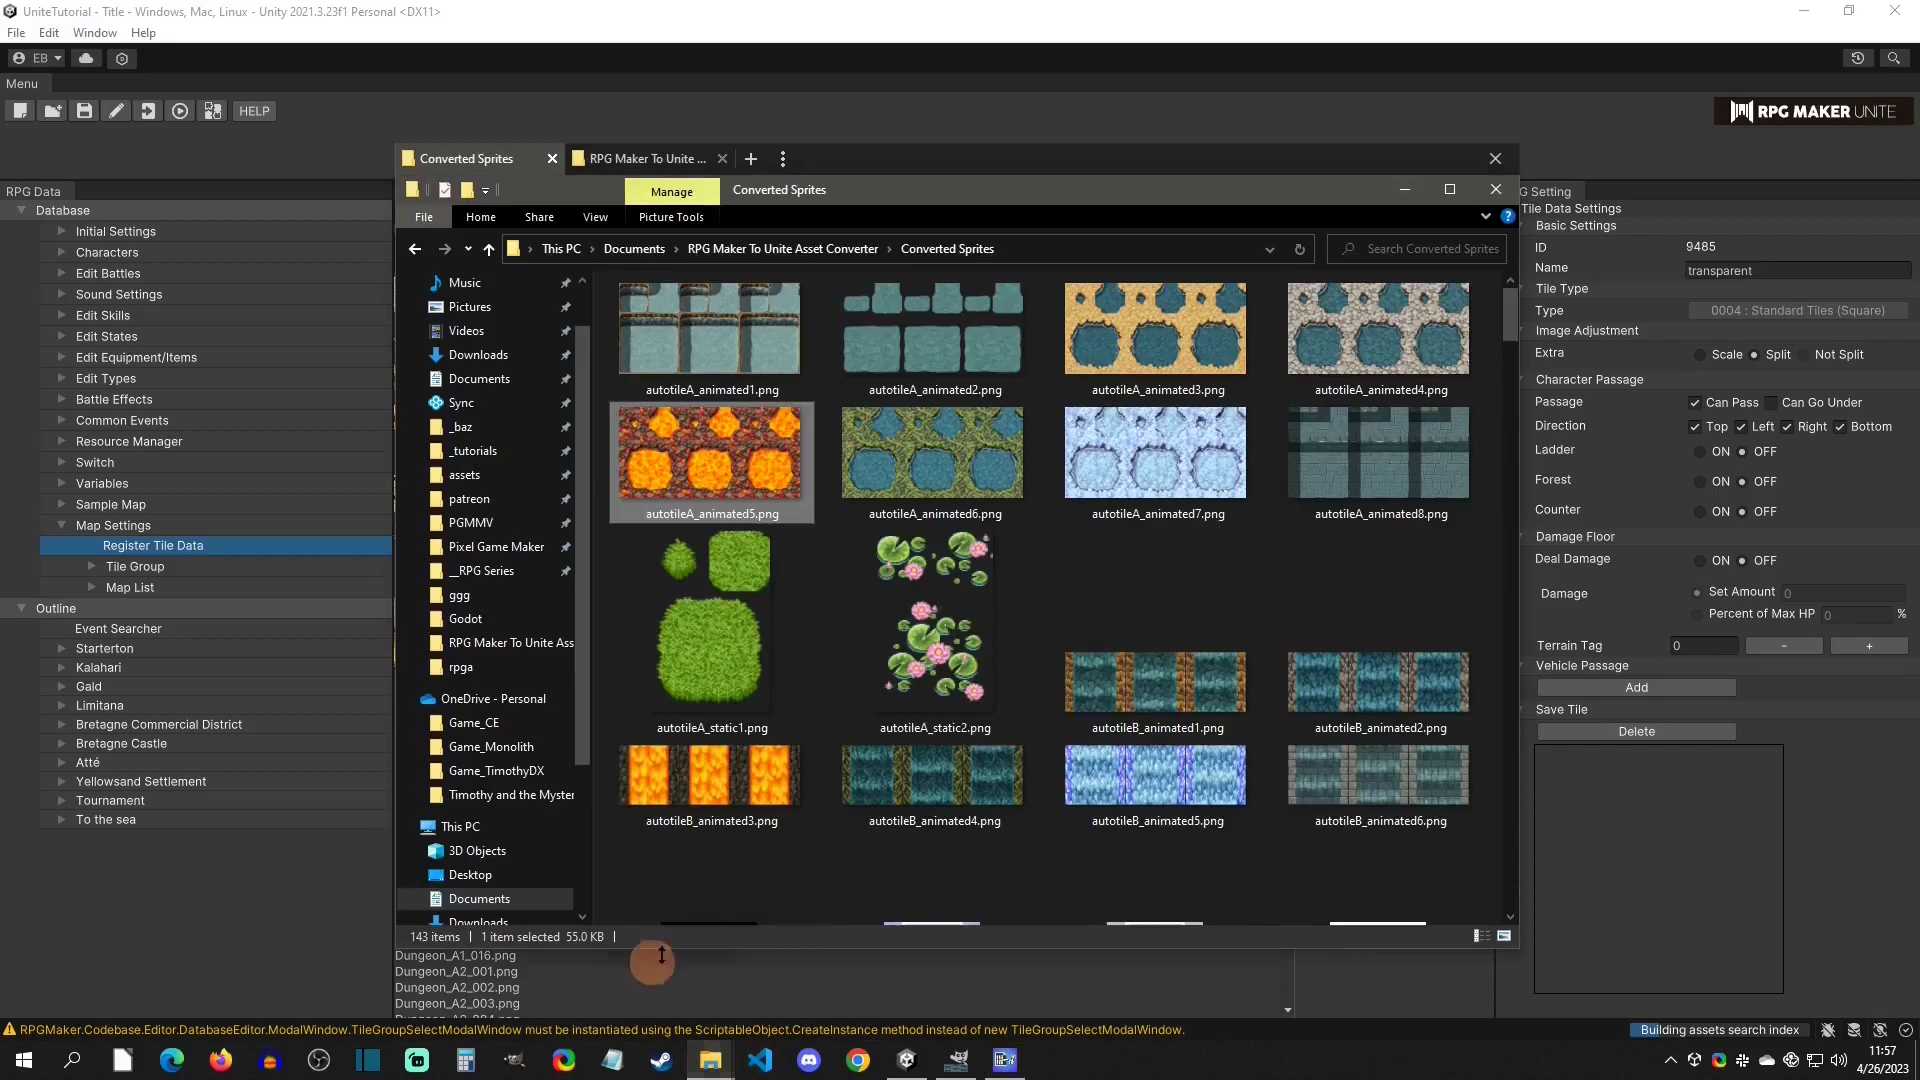 UniteTutorial - Title - Windows, Mac, Linux - Unity 2021.3.23f1 Personal <DX11>
File Edit Window Help
EB
Menu
HELP
RPG MAKER UNITE
Converted Sprites
RPG Maker To Unite ...
Manage
Converted Sprites
File Home Share View Picture Tools
This PC Documents RPG Maker To Unite Asset Converter Converted Sprites
Search Converted Sprites
RPG Data
Database
Initial Settings
Characters
Edit Battles
Sound Settings
Edit Skills
Edit States
Edit Equipment/Items
Edit Types
Battle Effects
Common Events
Resource Manager
Switch
Variables
Sample Map
Map Settings
Register Tile Data
Tile Group
Map List
Outline
Event Searcher
Starterton
Kalahari
Gald
Limitana
Bretagne Commercial District
Bretagne Castle
Atté
Yellowsand Settlement
Tournament
To the sea
Music
Pictures
Videos
Downloads
Documents
Sync
_baz
_tutorials
assets
patreon
PGMMV
Pixel Game Maker
__RPG Series
ggg
Godot
RPG Maker To Unite Ass
rpga
OneDrive - Personal
Game_CE
Game_Monolith
Game_TimothyDX
Timothy and the Myster
This PC
3D Objects
Desktop
Documents
Downloads
autotileA_animated1.png
autotileA_animated2.png
autotileA_animated3.png
autotileA_animated4.png
autotileA_animated5.png
autotileA_animated6.png
autotileA_animated7.png
autotileA_animated8.png
autotileA_static1.png
autotileA_static2.png
autotileB_animated1.png
autotileB_animated2.png
autotileB_animated3.png
autotileB_animated4.png
autotileB_animated5.png
autotileB_animated6.png
143 items
1 item selected 55.0 KB
Dungeon_A1_016.png
Dungeon_A2_001.png
Dungeon_A2_002.png
Dungeon_A2_003.png
G Setting
Tile Data Settings
Basic Settings
ID 9485
Name transparent
Tile Type
Type 0004 : Standard Tiles (Square)
Image Adjustment
Extra Scale Split Not Split
Character Passage
Passage Can Pass Can Go Under
Direction Top Left Right Bottom
Ladder ON OFF
Forest ON OFF
Counter ON OFF
Damage Floor
Deal Damage ON OFF
Damage Set Amount 0
Percent of Max HP 0 %
Terrain Tag 0 - +
Vehicle Passage
Add
Save Tile
Delete
RPGMaker.Codebase.Editor.DatabaseEditor.ModalWindow.TileGroupSelectModalWindow must be instantiated using the ScriptableObject.CreateInstance method instead of new TileGroupSelectModalWindow.
Building assets search index
11:57
4/26/2023